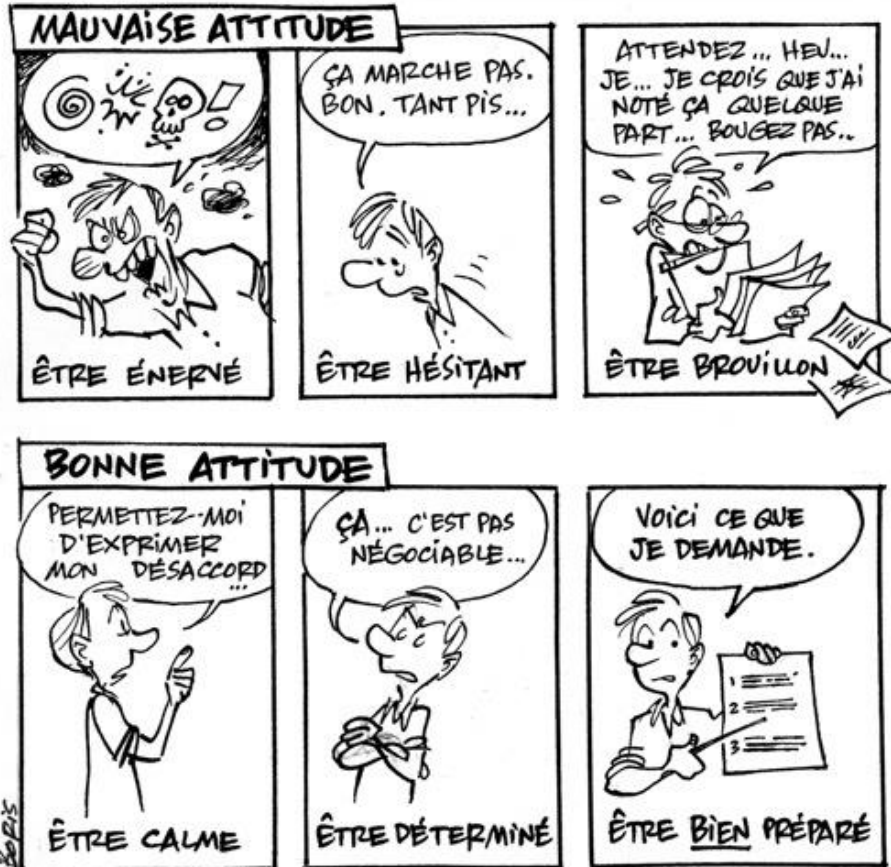 MAUVAISE ATTITUDE
ÇA MARCHE PAS.
BON. TANT PIS...
ATTENDEZ... HEU...
JE... JE CROIS QUE J'AI
NOTÉ ÇA QUELQUE
PART... BOUGEZ PAS..
ÊTRE ÉNERVÉ
ÊTRE HÉSITANT
ÊTRE BROUILLON
BONNE ATTITUDE
PERMETTEZ-MOI
D'EXPRIMER
MON DÉSACCORD
...
ÇA... C'EST PAS
NÉGOCIABLE...
VOICI CE QUE
JE DEMANDE.
1
2
3
ÊTRE CALME
ÊTRE DÉTERMINÉ
ÊTRE BIEN PRÉPARÉ
BORIS